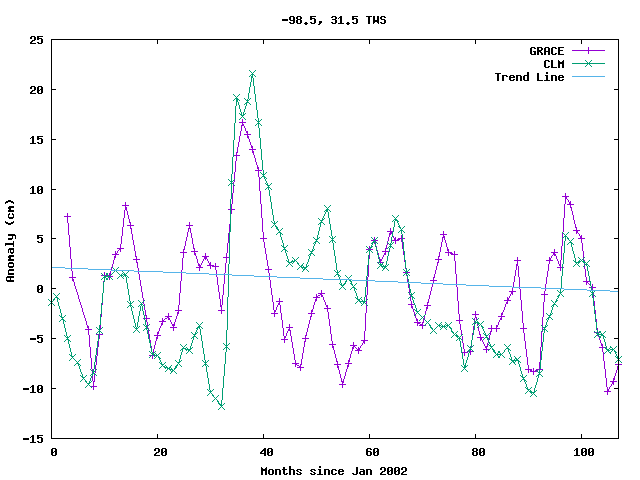 -98.5, 31.5 TWS
GRACE
CLM
Trend Line
25
20
15
10
5
0
-5
-10
-15
Anomaly (cm)
0 20 40 60 80 100
Months since Jan 2002